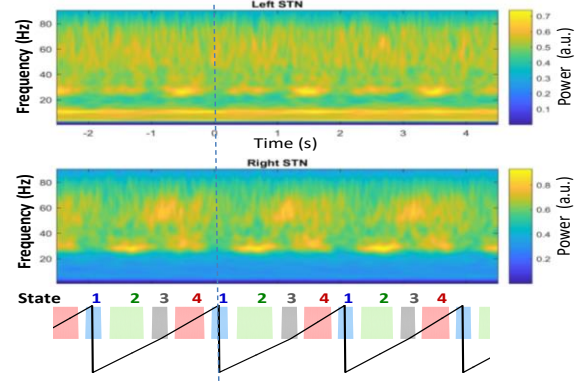 Left STN
Frequency (Hz)
80
60
40
20
-2 -1 0 1 2 3 4
Time (s)
0.7
0.6
0.5
0.4
0.3
0.2
0.1
Power (a.u.)
Right STN
Frequency (Hz)
80
60
40
20
0.8
0.6
0.4
0.2
Power (a.u.)
State 1 2 3 4 1 2 3 4 1 2 3 4